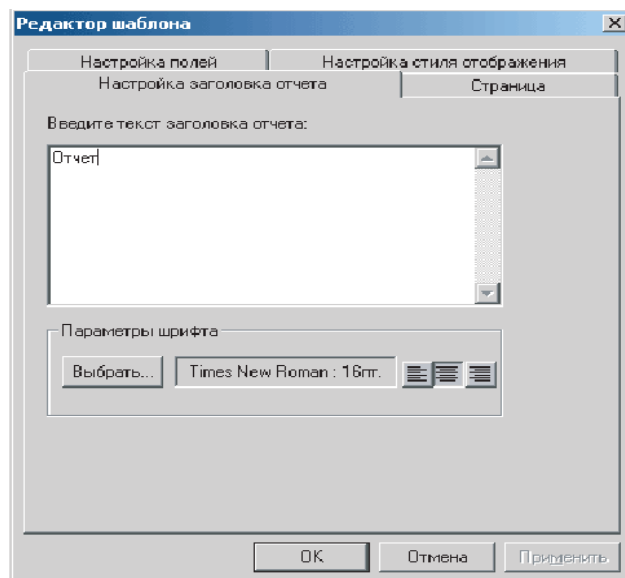 Редактор шаблона
Настройка полей
Настройка стиля отображения
Настройка заголовка отчета
Страница
Введите текст заголовка отчета:
Отчет
Параметры шрифта
Выбрать...
Times New Roman : 16пт.
OK
Отмена
Применить